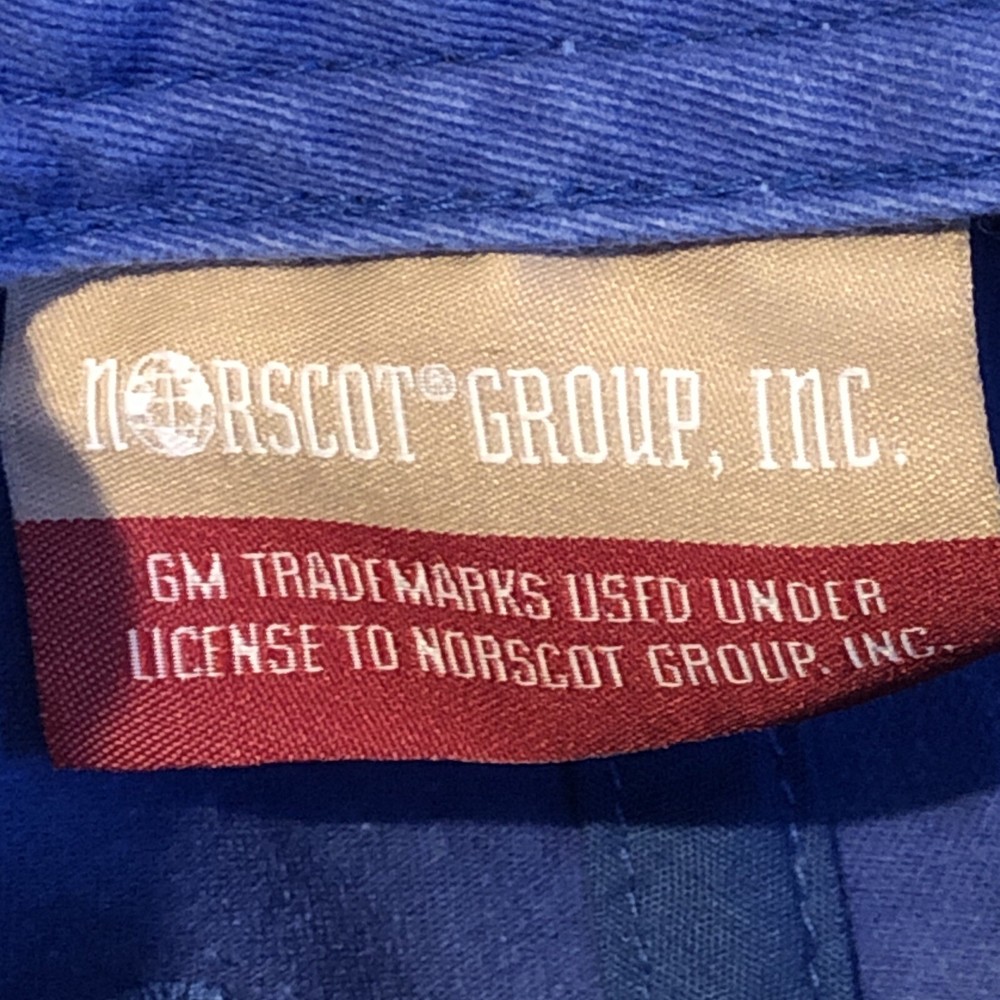 NORSCOT® GROUP, INC.
GM TRADEMARKS USED UNDER
LICENSE TO NORSCOT GROUP. INC.